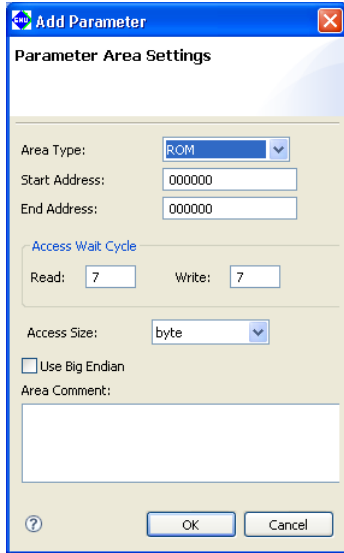 GNU Add Parameter
Parameter Area Settings
Area Type: ROM
Start Address: 000000
End Address: 000000
Access Wait Cycle
Read: 7 Write: 7
Access Size: byte
Use Big Endian
Area Comment:
? OK Cancel